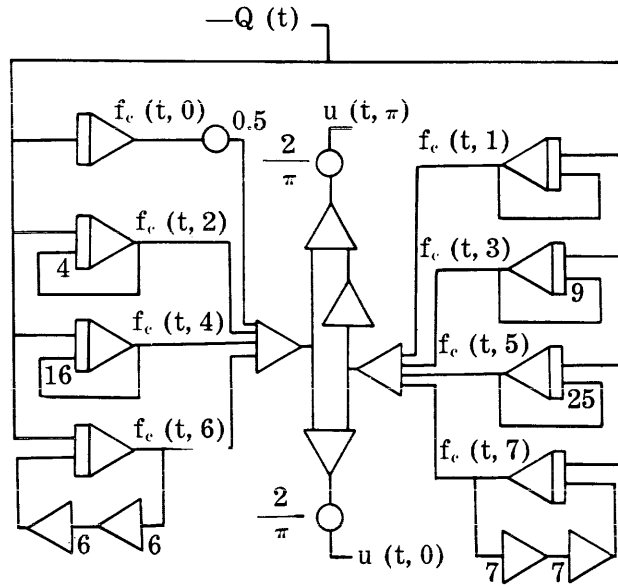 —Q (t)
f_c (t, 0) 0.5
u (t, π)
2/π
f_c (t, 1)
f_c (t, 2)
4
f_c (t, 3)
9
f_c (t, 4)
16
f_c (t, 5)
25
f_c (t, 6)
6 6
f_c (t, 7)
7 7
2/π
u (t, 0)